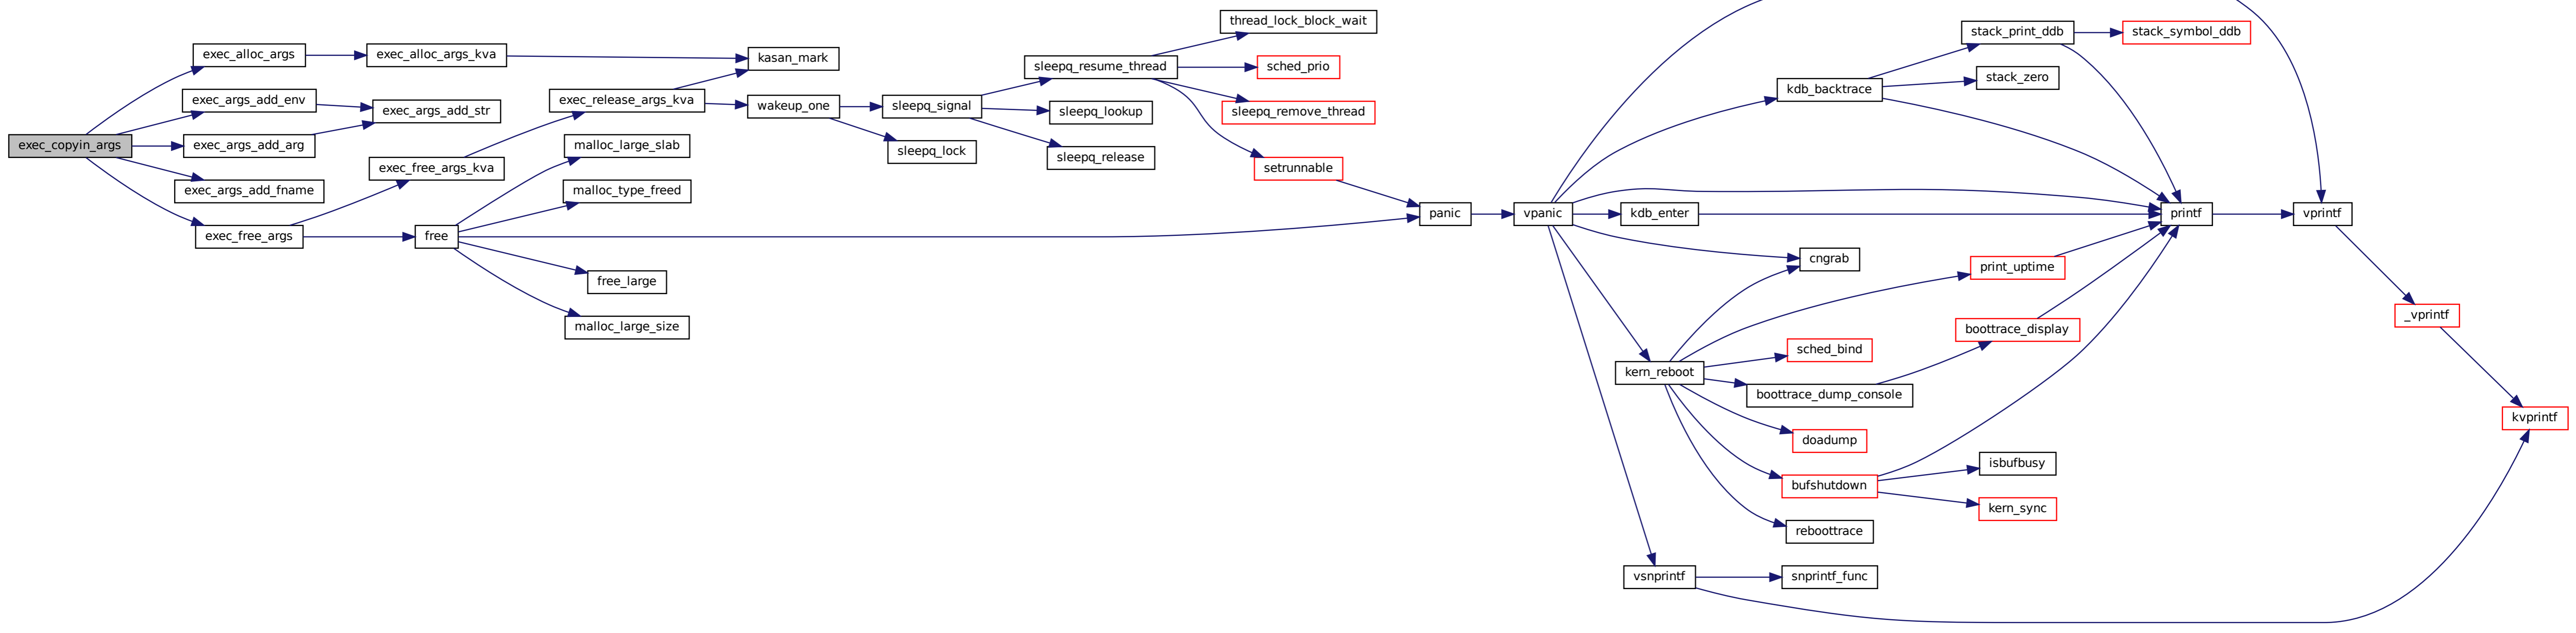 exec_copyin_args
exec_alloc_args
exec_args_add_env
exec_args_add_arg
exec_args_add_fname
exec_free_args
exec_alloc_args_kva
exec_args_add_str
exec_free_args_kva
free
exec_release_args_kva
malloc_large_slab
malloc_type_freed
free_large
malloc_large_size
kasan_mark
wakeup_one
sleepq_signal
sleepq_lock
sleepq_resume_thread
sleepq_lookup
sleepq_release
thread_lock_block_wait
sched_prio
sleepq_remove_thread
setrunnable
panic
vpanic
kdb_enter
kern_reboot
vsnprintf
kdb_backtrace
cngrab
sched_bind
boottrace_dump_console
doadump
bufshutdown
reboottrace
snprintf_func
stack_print_ddb
stack_zero
print_uptime
boottrace_display
isbufbusy
kern_sync
stack_symbol_ddb
printf
vprintf
_vprintf
kvprintf